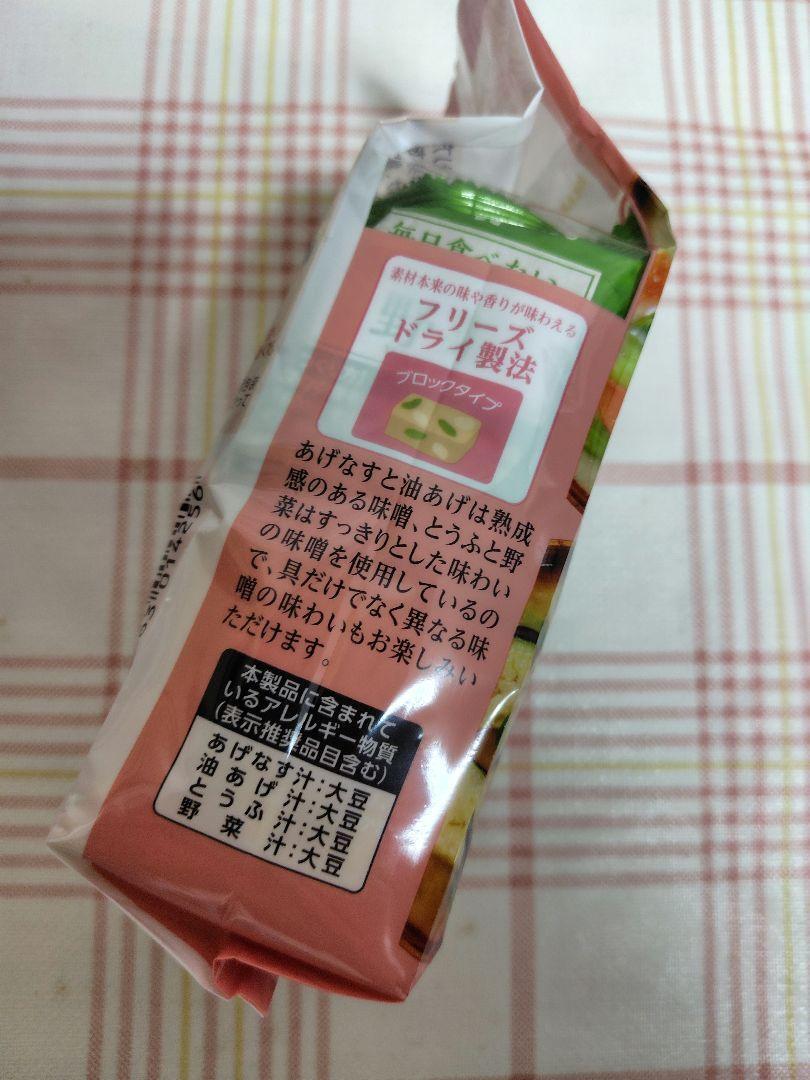 毎日食べたい
素材本来の味や香りが味わえる
フリーズ
ドライ製法
ブロックタイプ
あげなすと油あげは熟成
感のある味噌、とうふと野
菜はすっきりとした味わい
の味噌を使用しているの
で、具だけでなく異なる味
噌の味わいもお楽しみい
ただけます。
本製品に含まれて
いるアレルギー物質
(表示推奨品目含む)
あげなす汁:大豆
油あげ汁:大豆
とうふ汁:大豆
野菜汁:大豆